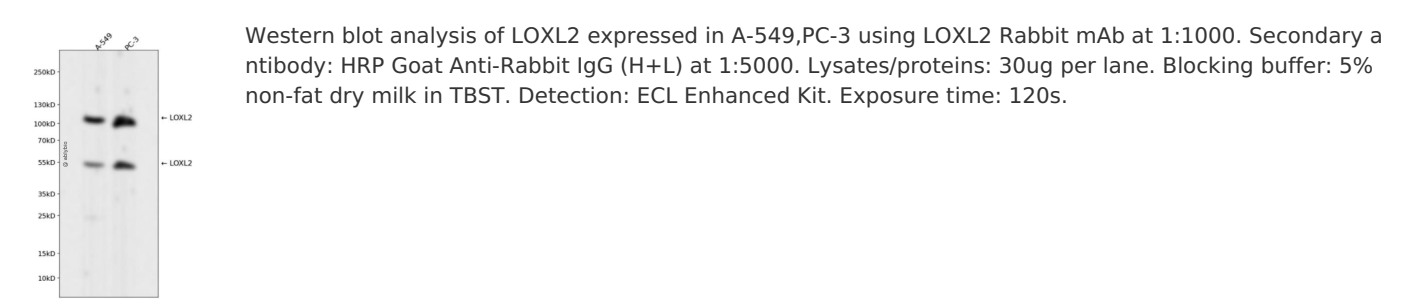 A-549 PC-3
250kD
130kD
100kD
70kD
55kD
35kD
25kD
15kD
10kD
← LOXL2
← LOXL2
Western blot analysis of LOXL2 expressed in A-549,PC-3 using LOXL2 Rabbit mAb at 1:1000. Secondary a
ntibody: HRP Goat Anti-Rabbit IgG (H+L) at 1:5000. Lysates/proteins: 30ug per lane. Blocking buffer: 5%
non-fat dry milk in TBST. Detection: ECL Enhanced Kit. Exposure time: 120s.